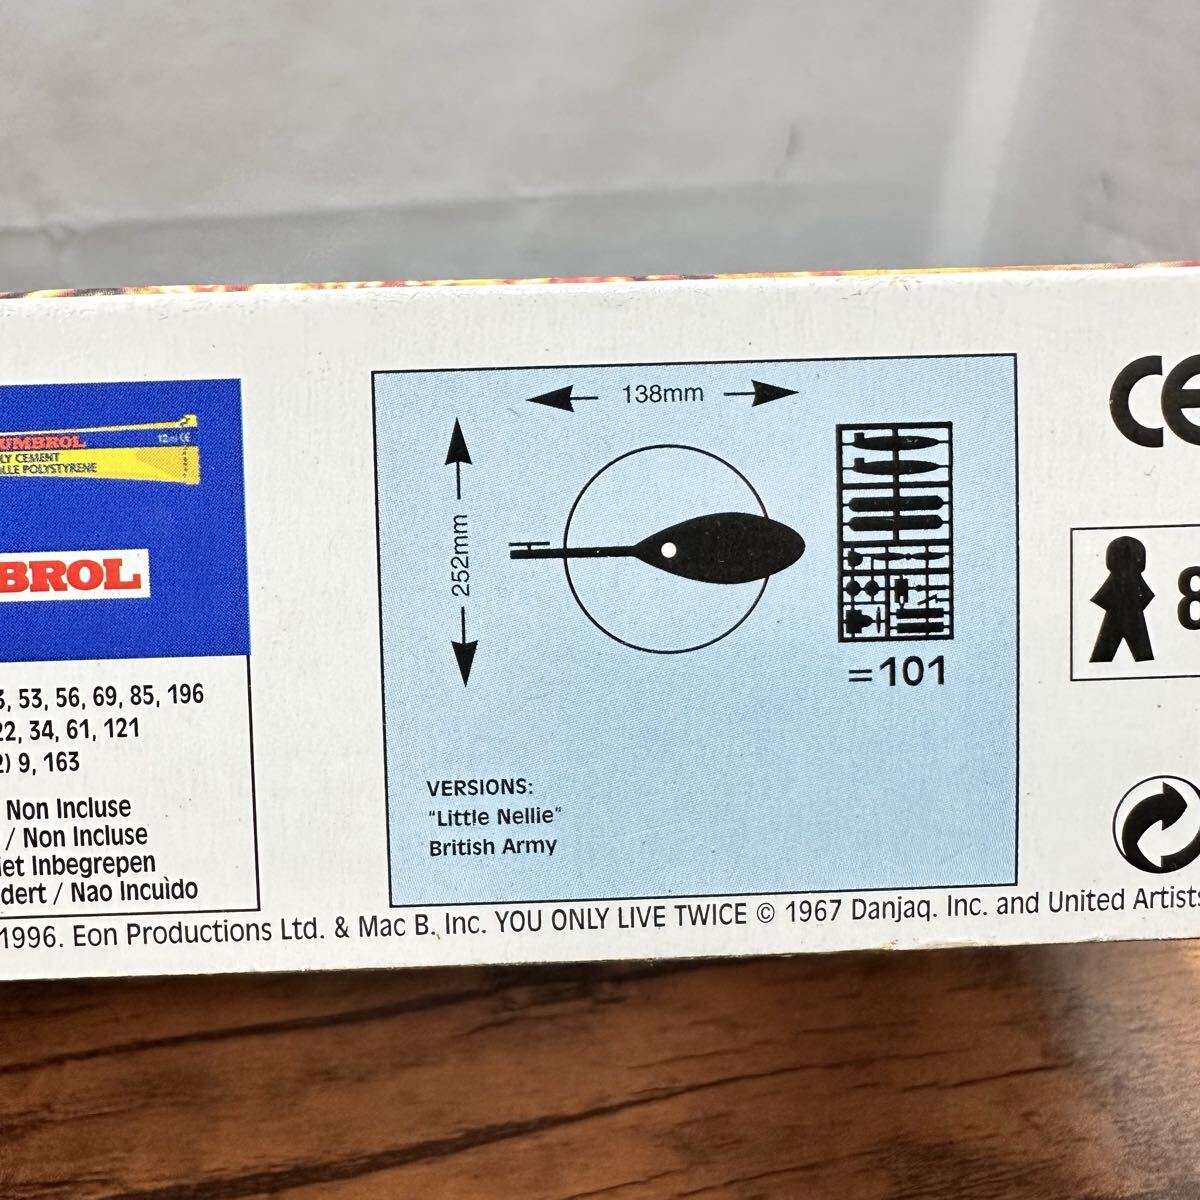 UMBROL
12ml CE
LY CEMENT
LLE POLYSTYRENE
BROL
3, 53, 56, 69, 85, 196
22, 34, 61, 121
2) 9, 163
Non Incluse
/ Non Incluse
iet Inbegrepen
dert / Nao Incuìdo
138mm
252mm
=101
VERSIONS:
"Little Nellie"
British Army
CE
8
1996. Eon Productions Ltd. & Mac B. Inc. YOU ONLY LIVE TWICE © 1967 Danjaq. Inc. and United Artists